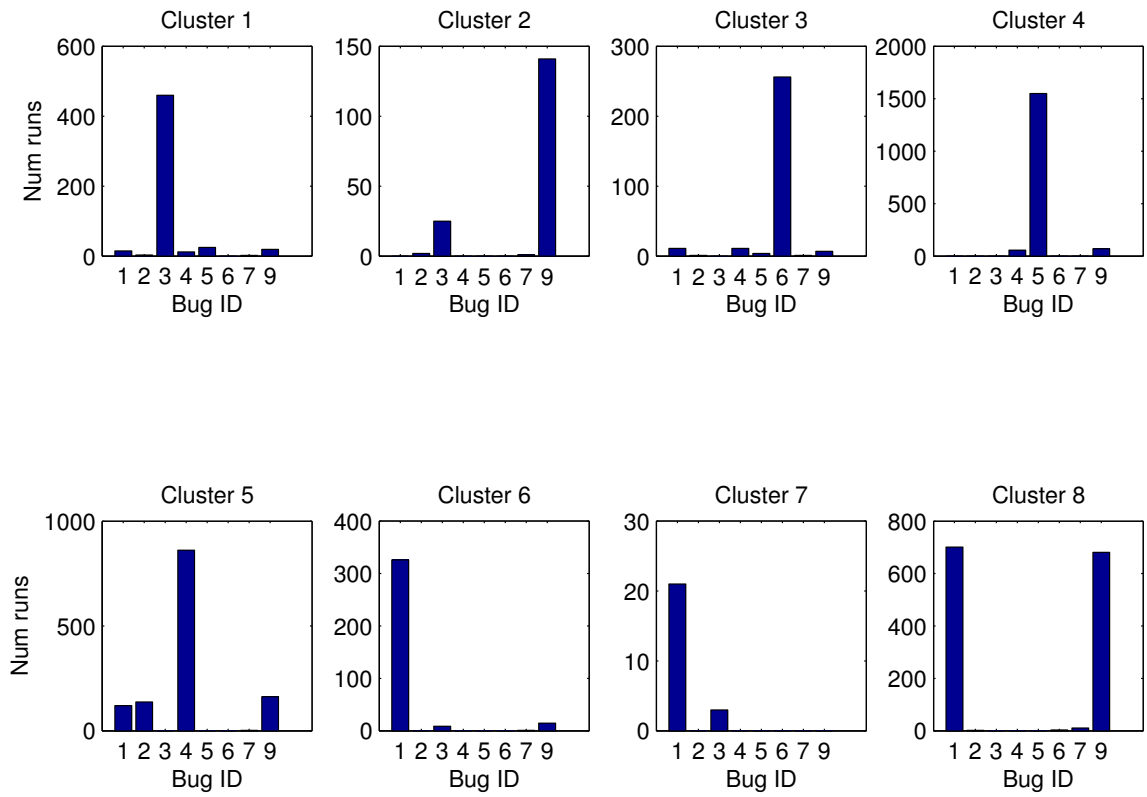 Cluster 1
600
400
200
0
Num runs
1 2 3 4 5 6 7 9
Bug ID
Cluster 2
150
100
50
0
1 2 3 4 5 6 7 9
Bug ID
Cluster 3
300
200
100
0
1 2 3 4 5 6 7 9
Bug ID
Cluster 4
2000
1500
1000
500
0
1 2 3 4 5 6 7 9
Bug ID
Cluster 5
1000
500
0
Num runs
1 2 3 4 5 6 7 9
Bug ID
Cluster 6
400
300
200
100
0
1 2 3 4 5 6 7 9
Bug ID
Cluster 7
30
20
10
0
1 2 3 4 5 6 7 9
Bug ID
Cluster 8
800
600
400
200
0
1 2 3 4 5 6 7 9
Bug ID